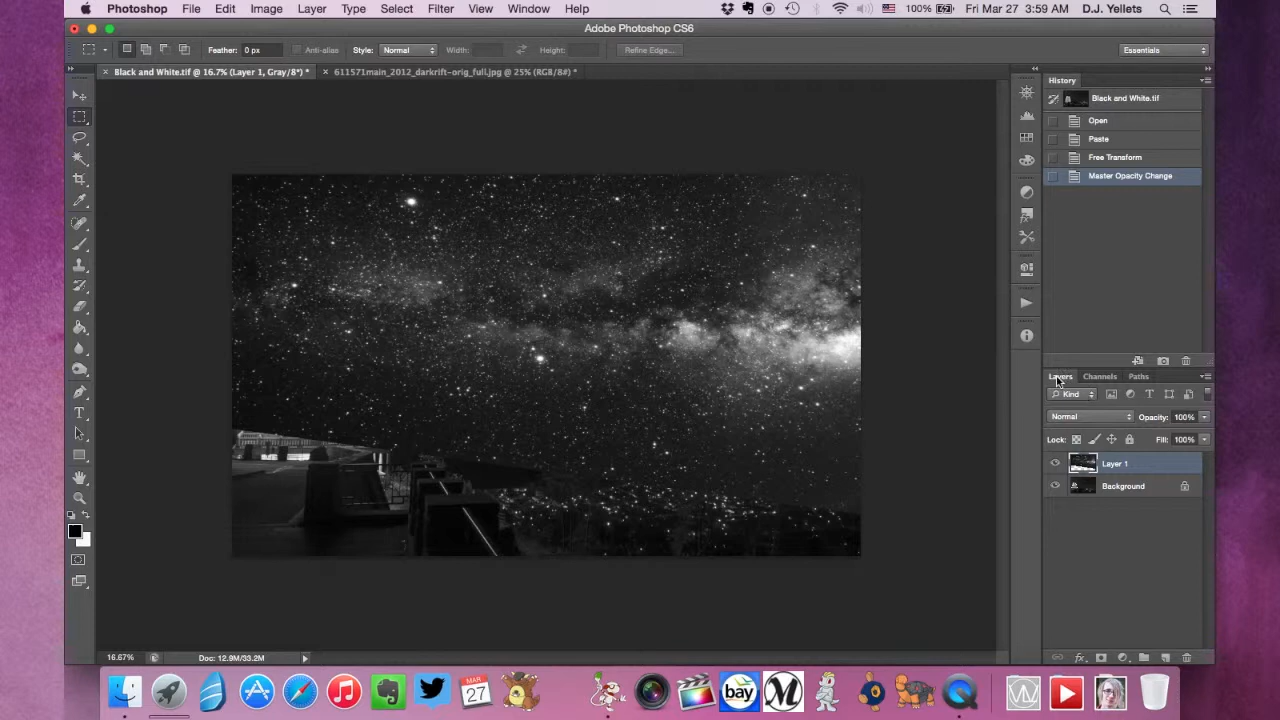 Photoshop File Edit Image Layer Type Select Filter View Window Help 100% Fri Mar 27 3:59 AM D.J. Yellets
Adobe Photoshop CS6
Feather: 0 px Anti-alias Style: Normal Width: Height: Refine Edge... Essentials
Black and White.tif @ 16.7% (Layer 1, Gray/8*) * 611571main_2012_darkrift-orig_full.jpg @ 25% (RGB/8#) *
History
Black and White.tif
Open
Paste
Free Transform
Master Opacity Change
Layers Channels Paths
Kind
Normal Opacity: 100%
Lock: Fill: 100%
Layer 1
Background
16.67% Doc: 12.9M/33.2M
MAR
27
bay
M